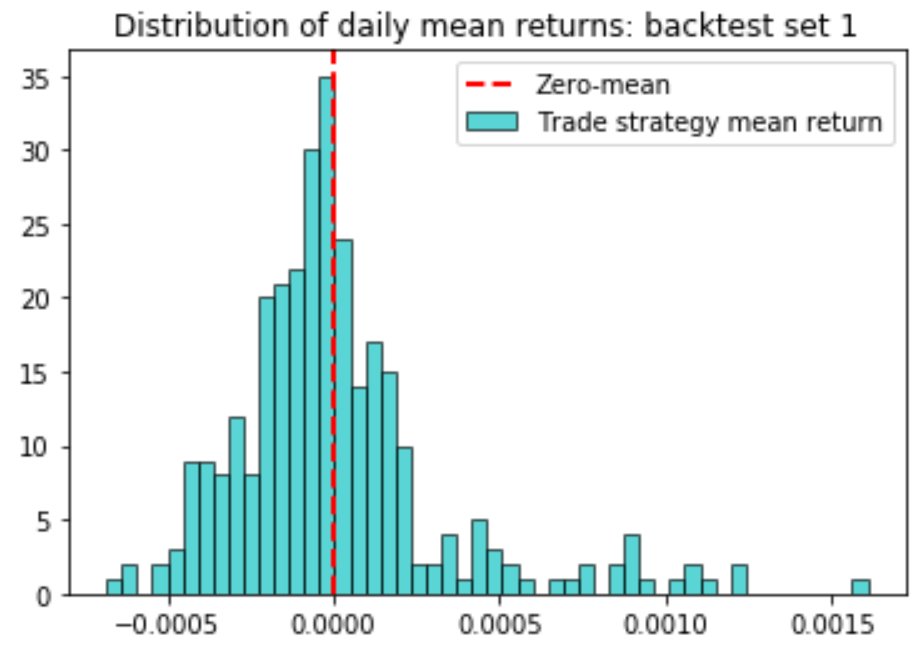 Distribution of daily mean returns: backtest set 1
Zero-mean
Trade strategy mean return
35
30
25
20
15
10
5
0
−0.0005 0.0000 0.0005 0.0010 0.0015